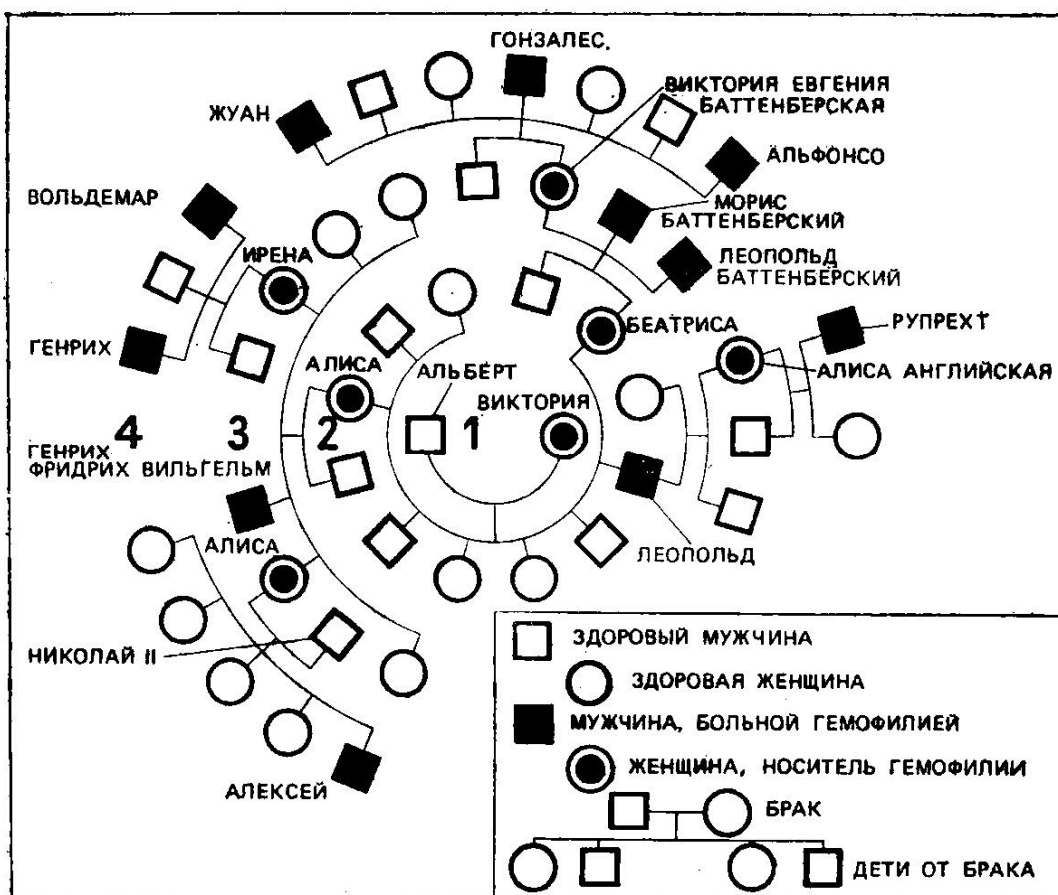 ГОНЗАЛЕС.
ВИКТОРИЯ ЕВГЕНИЯ
БАТТЕНБЕРСКАЯ
ЖУАН
АЛЬФОНСО
ВОЛЬДЕМАР
МОРИС
БАТТЕНБЕРСКИЙ
ИРЕНА
ЛЕОПОЛЬД
БАТТЕНБЕРСКИЙ
БЕАТРИСА
РУПРЕХТ
ГЕНРИХ
АЛИСА
АЛЬБЕРТ
АЛИСА АНГЛИЙСКАЯ
ВИКТОРИЯ
4 3 2 1
ГЕНРИХ
ФРИДРИХ ВИЛЬГЕЛЬМ
АЛИСА
ЛЕОПОЛЬД
НИКОЛАЙ II
АЛЕКСЕЙ
ЗДОРОВЫЙ МУЖЧИНА
ЗДОРОВАЯ ЖЕНЩИНА
МУЖЧИНА, БОЛЬНОЙ ГЕМОФИЛИЕЙ
ЖЕНЩИНА, НОСИТЕЛЬ ГЕМОФИЛИИ
БРАК
ДЕТИ ОТ БРАКА